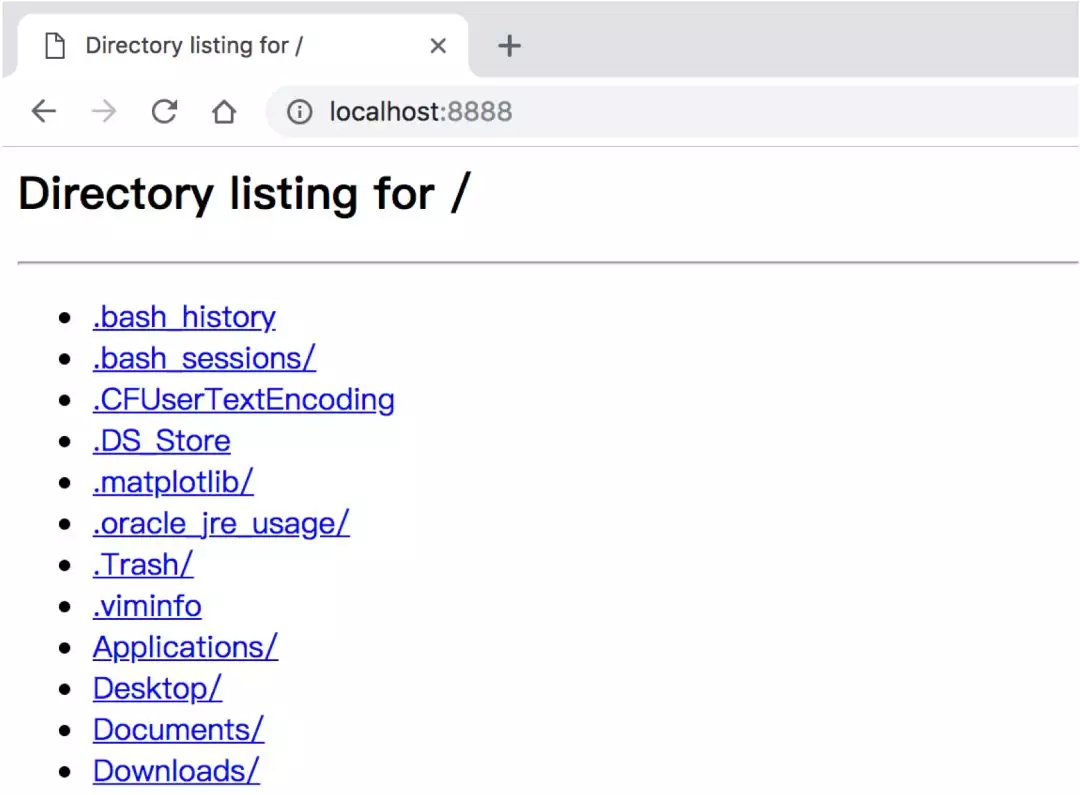 Directory listing for /
localhost:8888
Directory listing for /
.bash_history
.bash_sessions/
.CFUserTextEncoding
.DS_Store
.matplotlib/
.oracle_jre_usage/
.Trash/
.viminfo
Applications/
Desktop/
Documents/
Downloads/